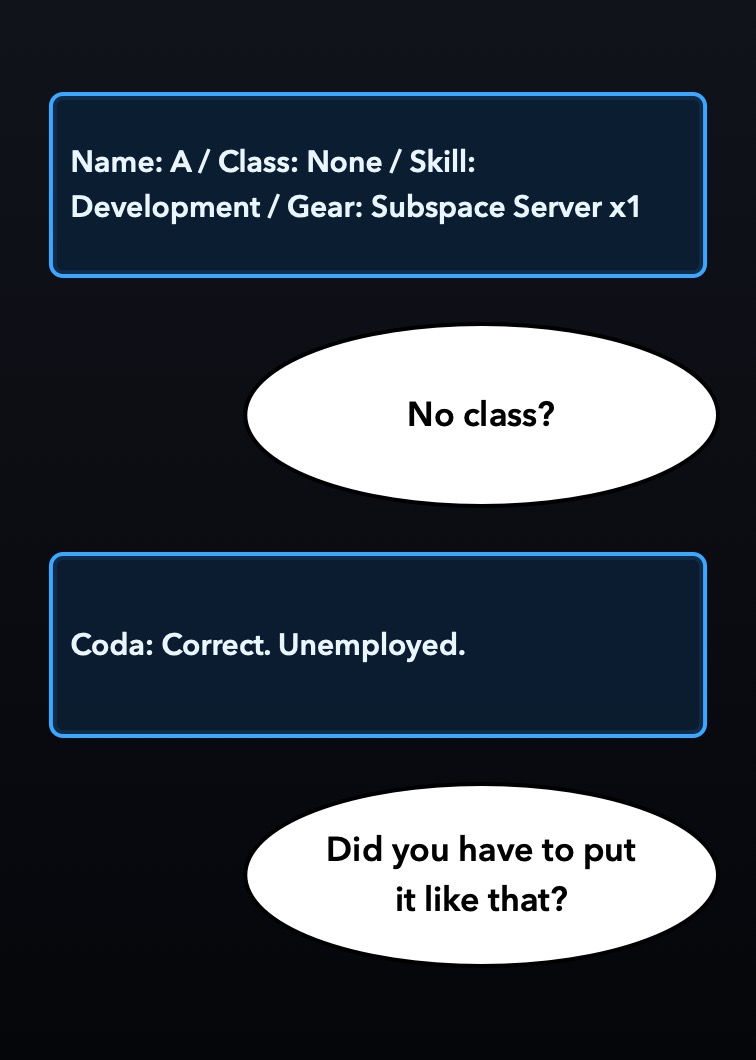 Name: A / Class: None / Skill:
Development / Gear: Subspace Server x1
No class?
Coda: Correct. Unemployed.
Did you have to put
it like that?